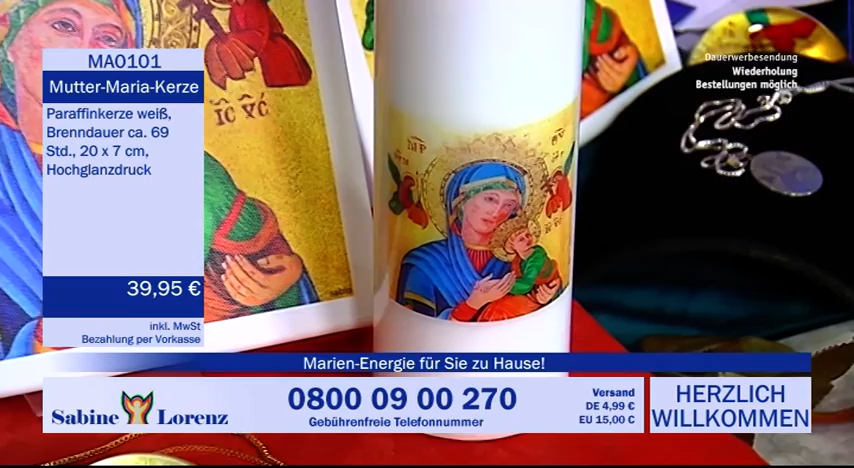 MA0101
Mutter-Maria-Kerze
Paraffinkerze weiß,
Brenndauer ca. 69
Std., 20 x 7 cm,
Hochglanzdruck
39,95 €
inkl. MwSt
Bezahlung per Vorkasse
Dauerwerbesendung
Wiederholung
Bestellungen möglich
Marien-Energie für Sie zu Hause!
Sabine Lorenz
0800 09 00 270
Gebührenfreie Telefonnummer
Versand
DE 4,99 €
EU 15,00 €
HERZLICH
WILLKOMMEN